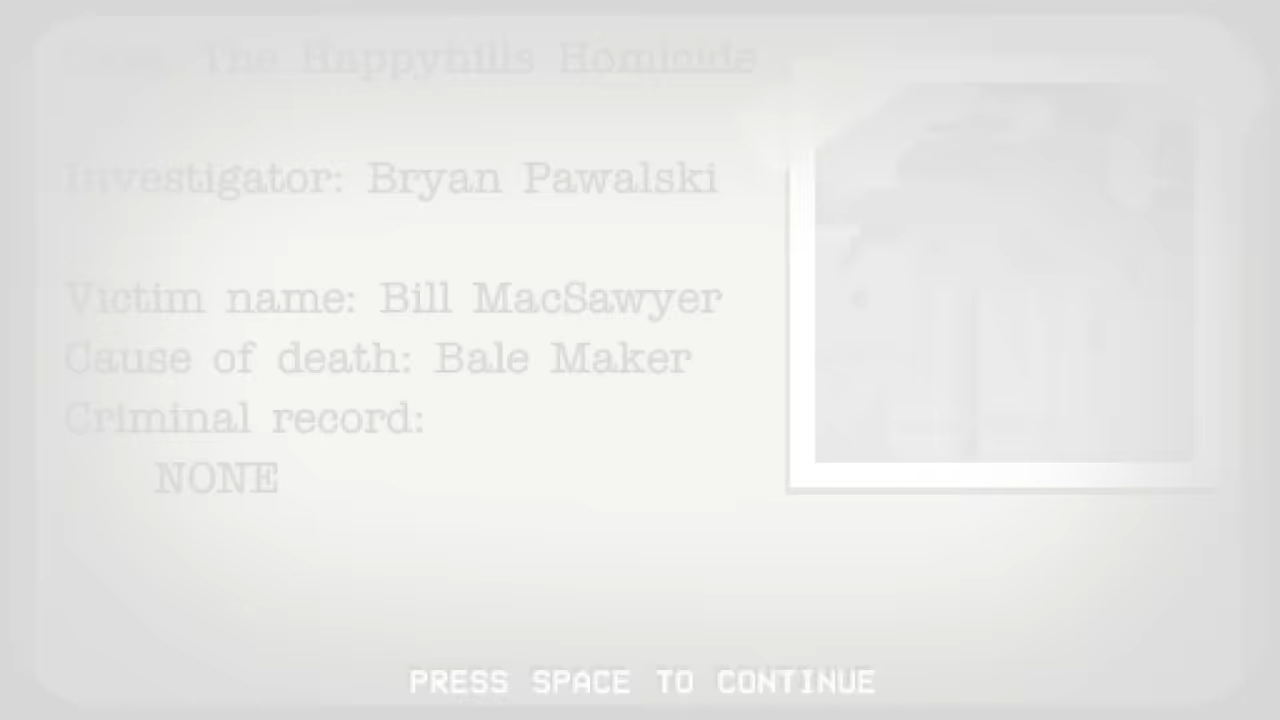 The Happyhills Homicide
Investigator: Bryan Pawalski
Victim name: Bill MacSawyer
Cause of death: Bale Maker
Criminal record:
NONE
PRESS SPACE TO CONTINUE